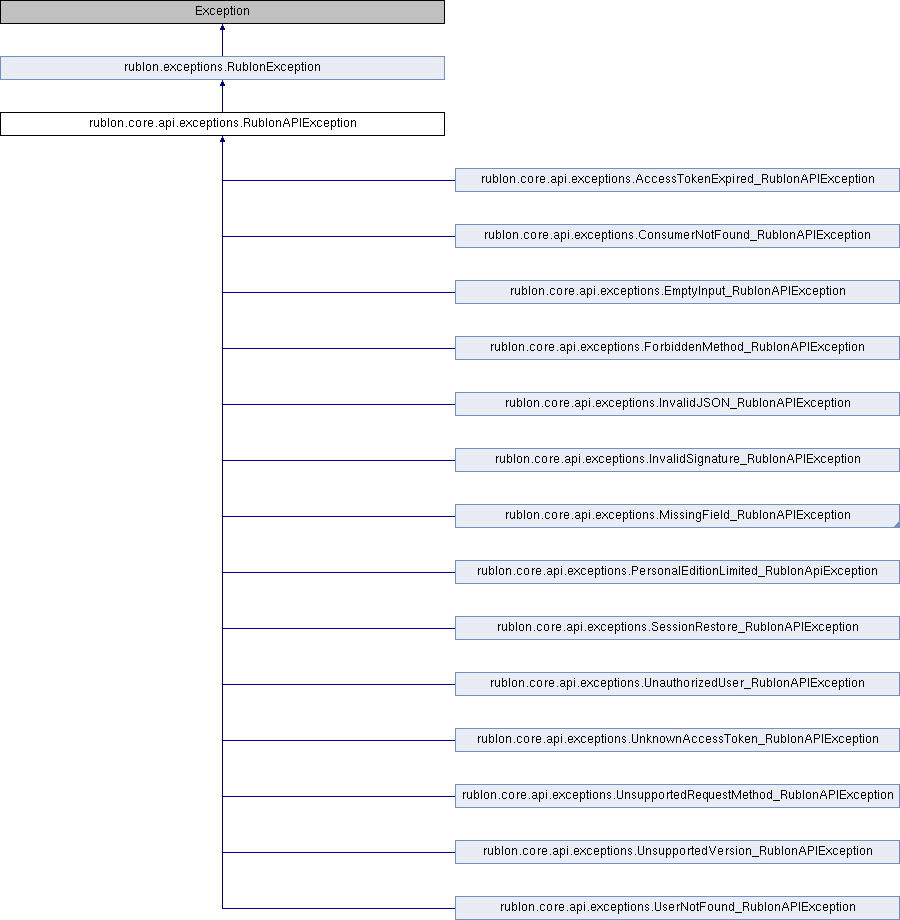 Exception
rublon.exceptions.RublonException
rublon.core.api.exceptions.RublonAPIException
rublon.core.api.exceptions.AccessTokenExpired_RublonAPIException
rublon.core.api.exceptions.ConsumerNotFound_RublonAPIException
rublon.core.api.exceptions.EmptyInput_RublonAPIException
rublon.core.api.exceptions.ForbiddenMethod_RublonAPIException
rublon.core.api.exceptions.InvalidJSON_RublonAPIException
rublon.core.api.exceptions.InvalidSignature_RublonAPIException
rublon.core.api.exceptions.MissingField_RublonAPIException
rublon.core.api.exceptions.PersonalEditionLimited_RublonApiException
rublon.core.api.exceptions.SessionRestore_RublonAPIException
rublon.core.api.exceptions.UnauthorizedUser_RublonAPIException
rublon.core.api.exceptions.UnknownAccessToken_RublonAPIException
rublon.core.api.exceptions.UnsupportedRequestMethod_RublonAPIException
rublon.core.api.exceptions.UnsupportedVersion_RublonAPIException
rublon.core.api.exceptions.UserNotFound_RublonAPIException